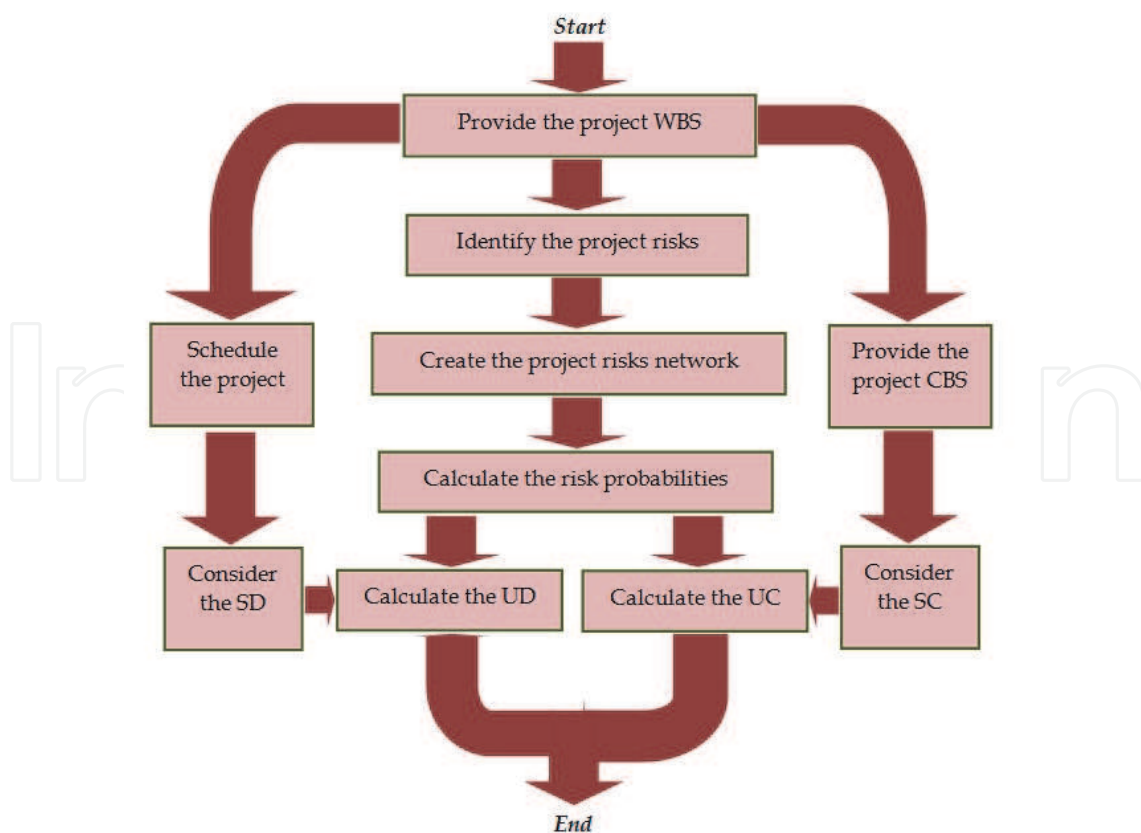 Start
Provide the project WBS
Identify the project risks
Schedule
the project
Create the project risks network
Provide the
project CBS
Calculate the risk probabilities
Consider
the SD
Calculate the UD
Calculate the UC
Consider
the SC
End